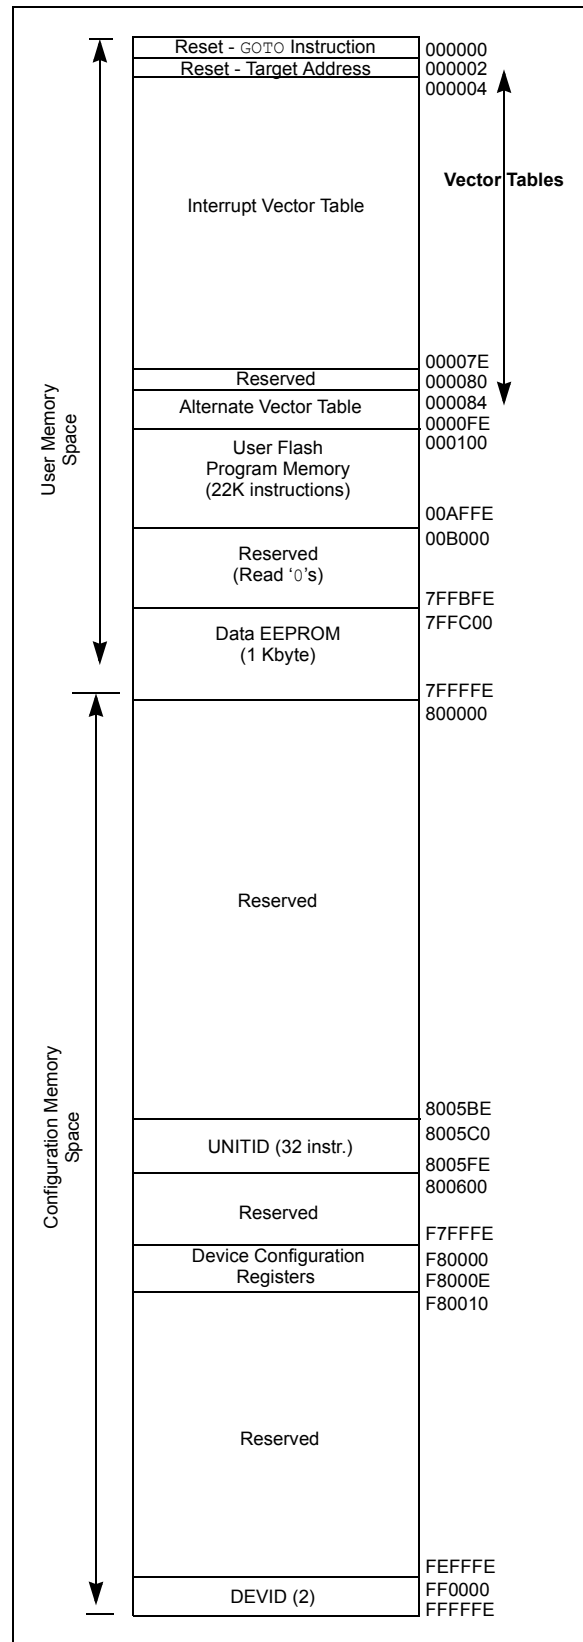 Reset - GOTO Instruction
000000
Reset - Target Address
000002
000004
Vector Tables
Interrupt Vector Table
00007E
Reserved
000080
Alternate Vector Table
000084
0000FE
User Flash
Program Memory
(22K instructions)
000100
00AFFE
00B000
Reserved
(Read ‘0’s)
7FFBFE
7FFC00
Data EEPROM
(1 Kbyte)
7FFFFE
User Memory
Space
800000
Reserved
8005BE
8005C0
UNITID (32 instr.)
8005FE
800600
Reserved
F7FFFE
Device Configuration
Registers
F80000
F8000E
F80010
Reserved
FEFFFE
FF0000
DEVID (2)
FFFFFE
Configuration Memory
Space